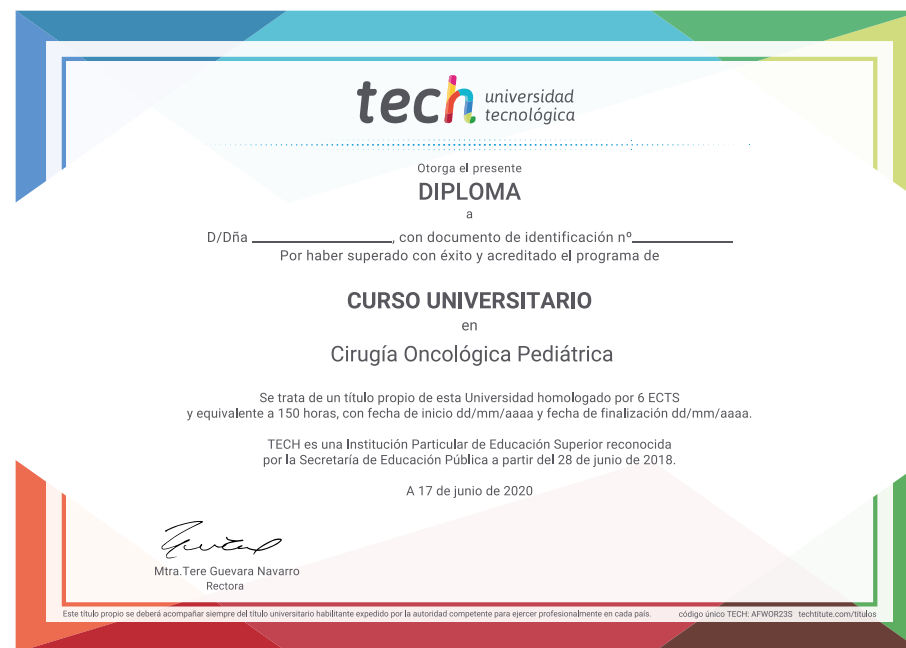 tech universidad
tecnológica
Otorga el presente
DIPLOMA
a
D/Dña ____________________, con documento de identificación nº______________
Por haber superado con éxito y acreditado el programa de
CURSO UNIVERSITARIO
en
Cirugía Oncológica Pediátrica
Se trata de un título propio de esta Universidad homologado por 6 ECTS
y equivalente a 150 horas, con fecha de inicio dd/mm/aaaa y fecha de finalización dd/mm/aaaa.
TECH es una Institución Particular de Educación Superior reconocida
por la Secretaría de Educación Pública a partir del 28 de junio de 2018.
A 17 de junio de 2020
Mtra.Tere Guevara Navarro
Rectora
Este título propio se deberá acompañar siempre del título universitario habilitante expedido por la autoridad competente para ejercer profesionalmente en cada país. código único TECH: AFWOR23S techtitute.com/titulos